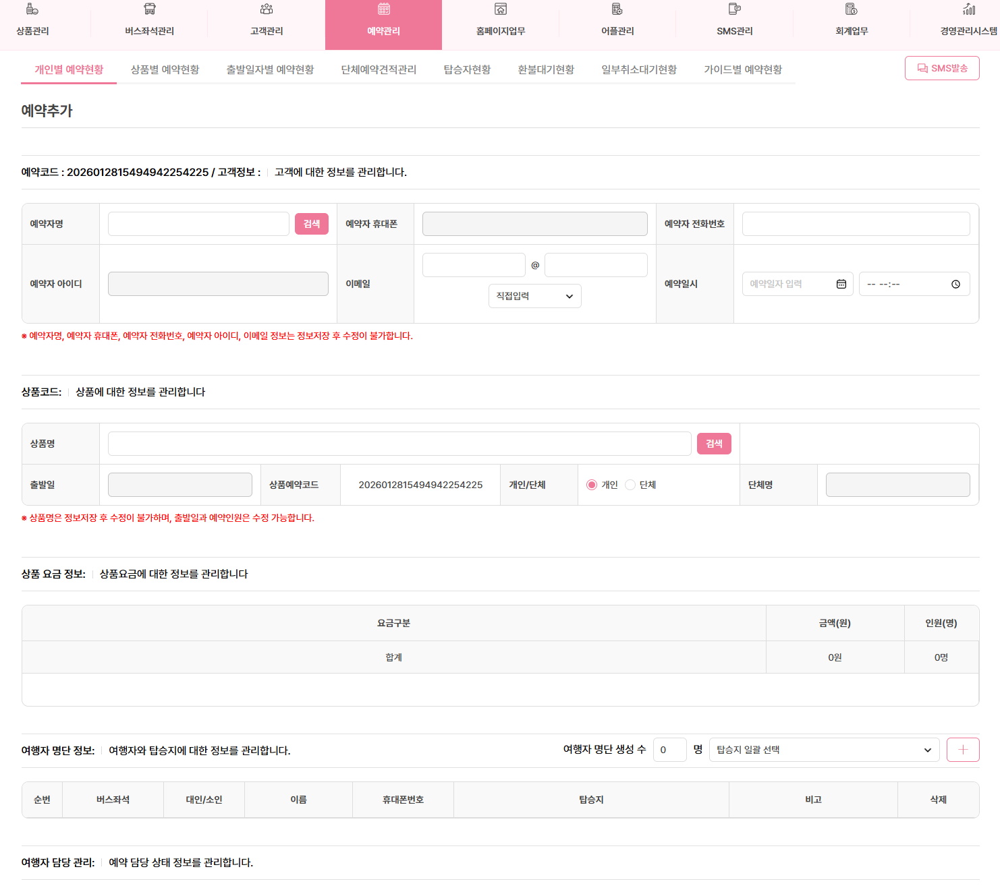 상품관리 버스좌석관리 고객관리 예약관리 홈페이지업무 어플관리 SMS관리 회계업무 경영관리시스템
개인별 예약현황 상품별 예약현황 출발일자별 예약현황 단체예약견적관리 탑승자현황 환불대기현황 일부취소대기현황 가이드별 예약현황 SMS발송
예약추가
예약코드 : 2026012815494942254225 / 고객정보 : 고객에 대한 정보를 관리합니다.
예약자명 검색 예약자 휴대폰 예약자 전화번호
예약자 아이디 이메일 @ 직접입력 예약일시 예약일자 입력 -- --:--
※ 예약자명, 예약자 휴대폰, 예약자 전화번호, 예약자 아이디, 이메일 정보는 정보저장 후 수정이 불가합니다.
상품코드: 상품에 대한 정보를 관리합니다
상품명 검색
출발일 상품예약코드 2026012815494942254225 개인/단체 개인 단체 단체명
※ 상품명은 정보저장 후 수정이 불가하며, 출발일과 예약인원은 수정 가능합니다.
상품 요금 정보: 상품요금에 대한 정보를 관리합니다
요금구분 금액(원) 인원(명)
합계 0원 0명
여행자 명단 정보: 여행자와 탑승지에 대한 정보를 관리합니다. 여행자 명단 생성 수 0 명 탑승지 일괄 선택
순번 버스좌석 대인/소인 이름 휴대폰번호 탑승지 비고 삭제
여행자 담당 관리: 예약 담당 상태 정보를 관리합니다.